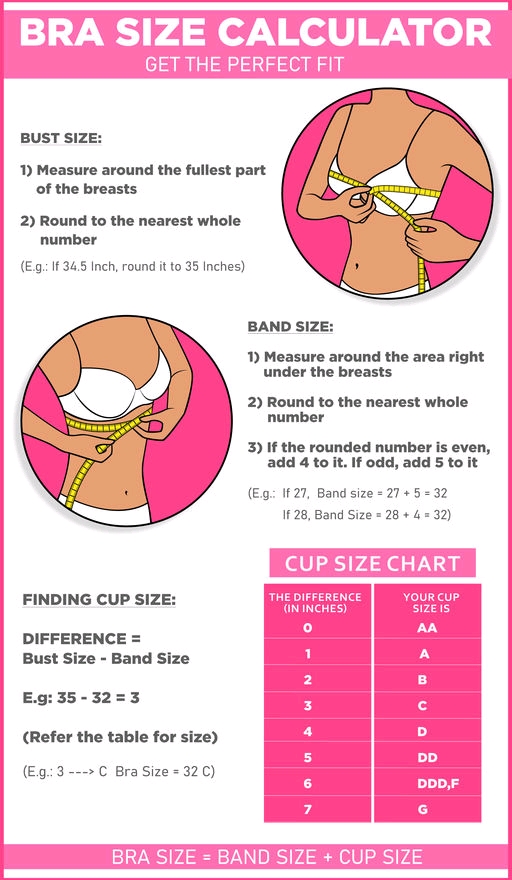 BRA SIZE CALCULATOR
GET THE PERFECT FIT
BUST SIZE:
1) Measure around the fullest part
of the breasts
2) Round to the nearest whole
number
(E.g.: If 34.5 Inch, round it to 35 Inches)
BAND SIZE:
1) Measure around the area right
under the breasts
2) Round to the nearest whole
number
3) If the rounded number is even,
add 4 to it. If odd, add 5 to it
(E.g.: If 27, Band size = 27 + 5 = 32
If 28, Band Size = 28 + 4 = 32)
FINDING CUP SIZE:
DIFFERENCE =
Bust Size - Band Size
E.g: 35 - 32 = 3
(Refer the table for size)
(E.g.: 3 ---> C Bra Size = 32 C)
CUP SIZE CHART
THE DIFFERENCE
(IN INCHES)
YOUR CUP
SIZE IS
0 AA
1 A
2 B
3 C
4 D
5 DD
6 DDD,F
7 G
BRA SIZE = BAND SIZE + CUP SIZE